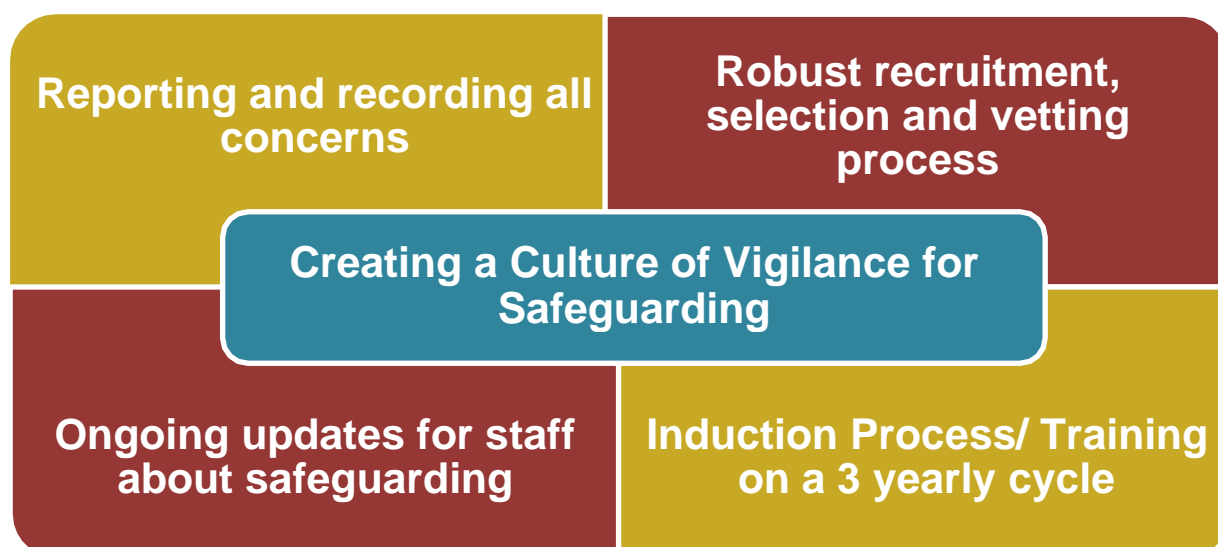 Reporting and recording all
concerns
Robust recruitment,
selection and vetting
process
Creating a Culture of Vigilance for
Safeguarding
Ongoing updates for staff
about safeguarding
Induction Process/ Training
on a 3 yearly cycle